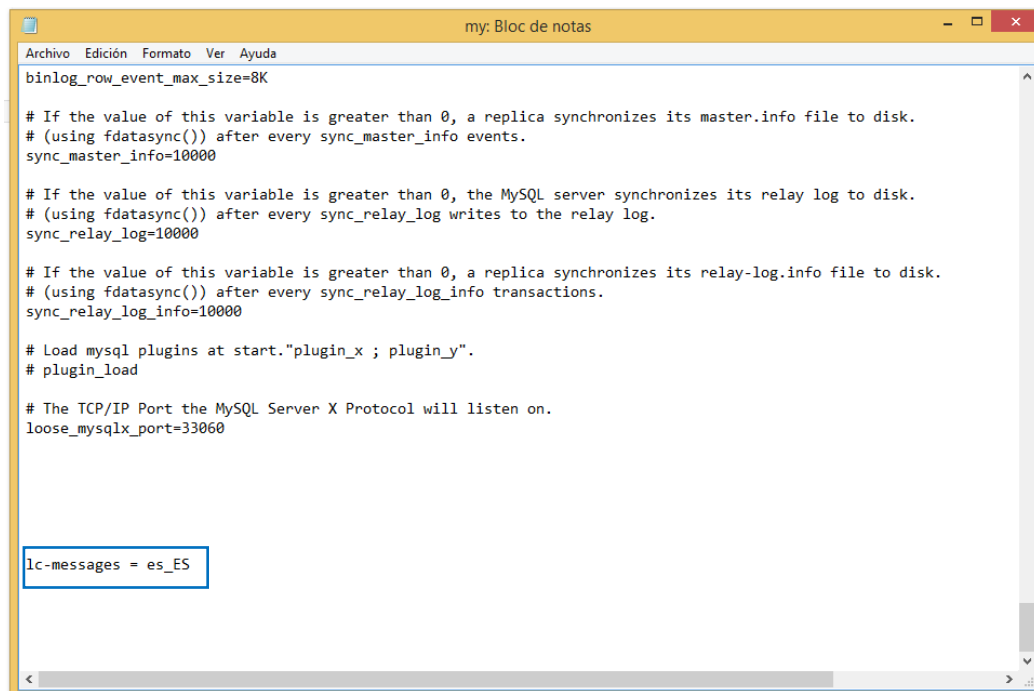 my: Bloc de notas
Archivo Edición Formato Ver Ayuda
binlog_row_event_max_size=8K
# If the value of this variable is greater than 0, a replica synchronizes its master.info file to disk.
# (using fdatasync()) after every sync_master_info events.
sync_master_info=10000
# If the value of this variable is greater than 0, the MySQL server synchronizes its relay log to disk.
# (using fdatasync()) after every sync_relay_log writes to the relay log.
sync_relay_log=10000
# If the value of this variable is greater than 0, a replica synchronizes its relay-log.info file to disk.
# (using fdatasync()) after every sync_relay_log_info transactions.
sync_relay_log_info=10000
# Load mysql plugins at start."plugin_x ; plugin_y".
# plugin_load
# The TCP/IP Port the MySQL Server X Protocol will listen on.
loose_mysqlx_port=33060
lc-messages = es_ES